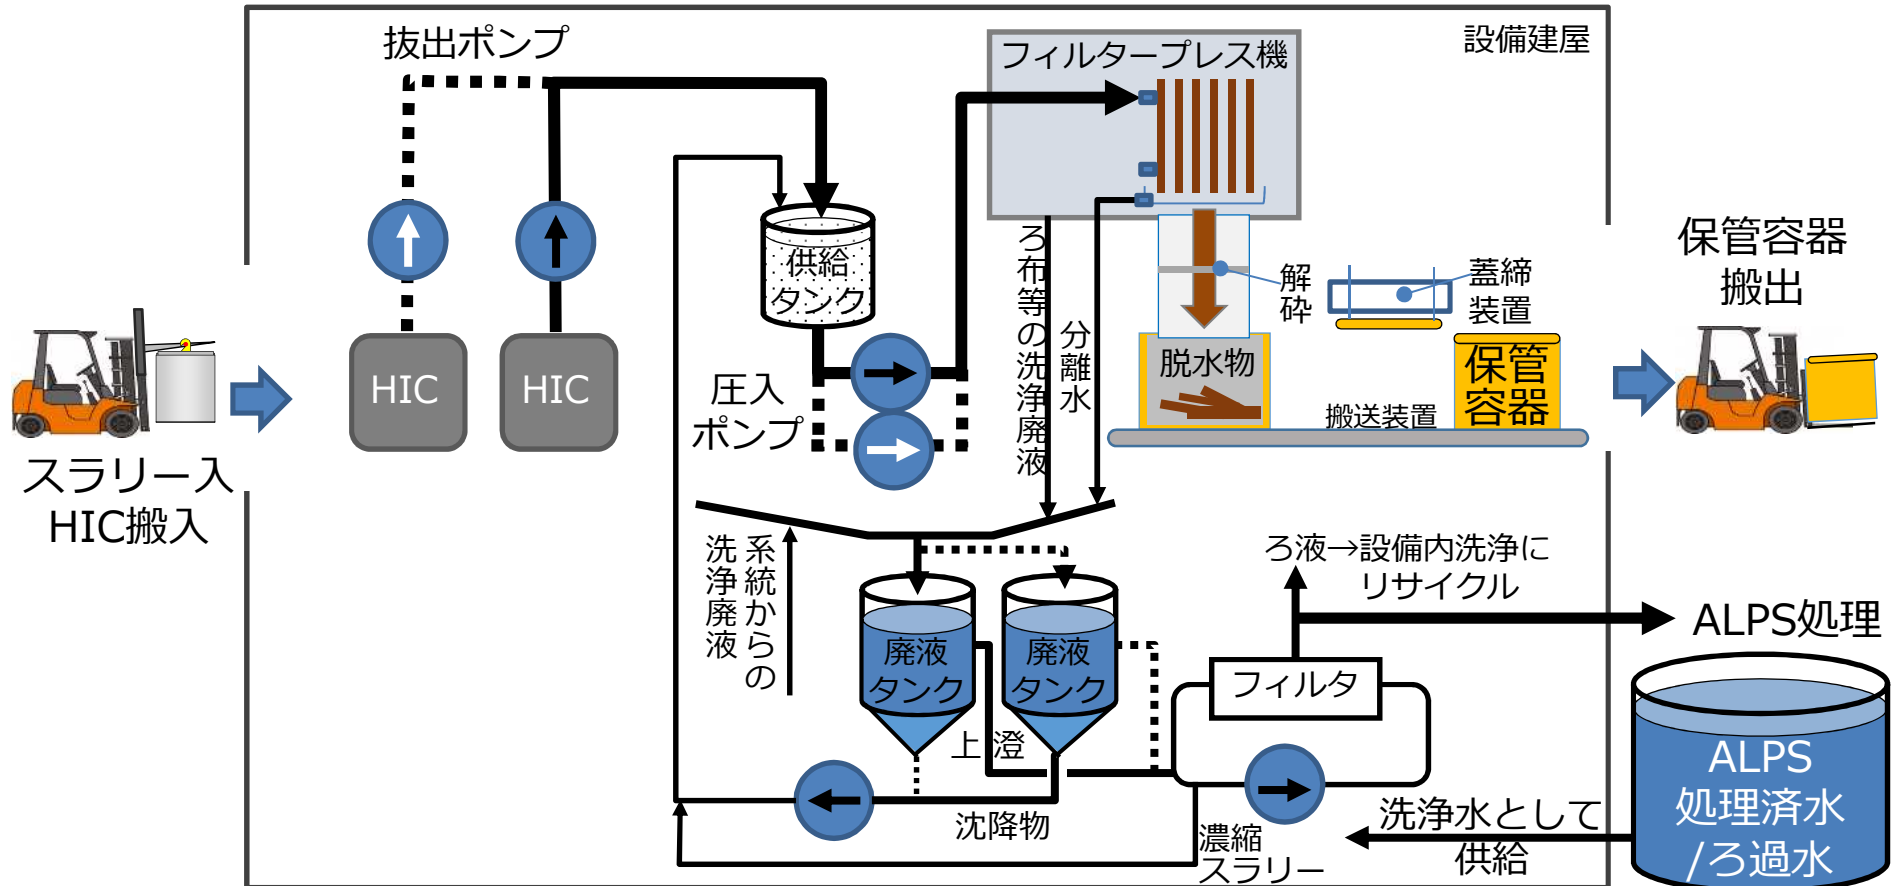 設備建屋
抜出ポンプ
フィルタープレス機
供給
タンク
HIC
HIC
圧入
ポンプ
スラリー入
HIC搬入
ろ布等の洗浄廃液
分離水
解砕
蓋締
装置
脱水物
搬送装置
保管
容器
保管容器
搬出
系統からの
洗浄廃液
廃液
タンク
廃液
タンク
上澄
沈降物
ろ液→設備内洗浄に
リサイクル
フィルタ
濃縮
スラリー
ALPS処理
洗浄水として
供給
ALPS
処理済水
/ろ過水